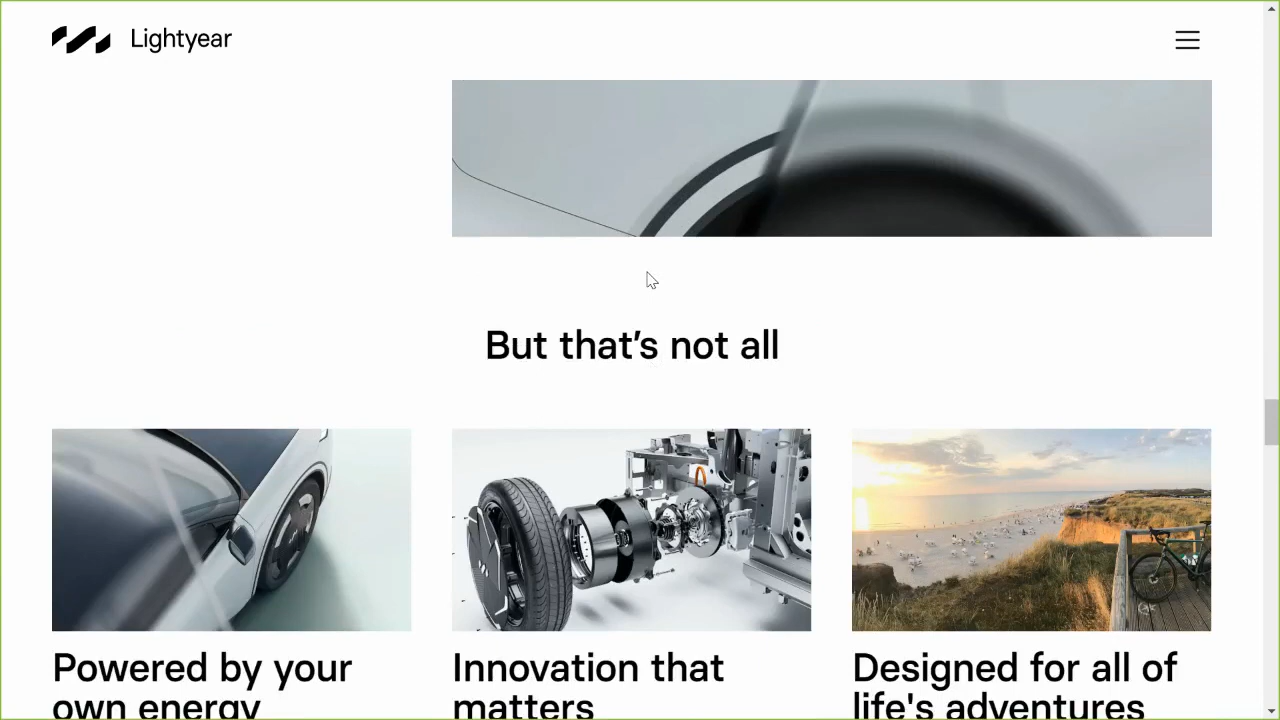 Lightyear
But that’s not all
Powered by your
own energy
Innovation that
matters
Designed for all of
life's adventures